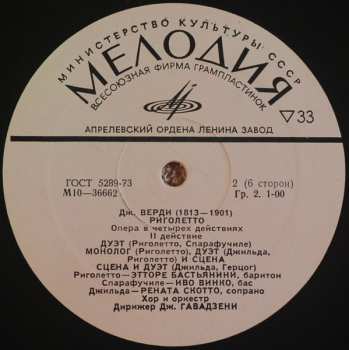 МИНИСТЕРСТВО КУЛЬТУРЫ СССР
МЕЛОДИЯ
ВСЕСОЮЗНАЯ ФИРМА ГРАМПЛАСТИНОК
▽33
АПРЕЛЕВСКИЙ ОРДЕНА ЛЕНИНА ЗАВОД
ГОСТ 5289-73
М10—36662
2 (6 сторон)
Гр. 2. 1-00
Дж. ВЕРДИ (1813—1901)
РИГОЛЕТТО
Опера в четырех действиях
II действие
ДУЭТ (Риголетто, Спарафучиле)
МОНОЛОГ (Риголетто), ДУЭТ (Джильда,
Риголетто) И СЦЕНА
СЦЕНА И ДУЭТ (Джильда, Герцог)
Риголетто—ЭТТОРЕ БАСТЬЯНИНИ, баритон
Спарафучиле—ИВО ВИНКО, бас
Джильда—РЕНАТА СКОТТО, сопрано
Хор и оркестр
Дирижер Дж. ГАВАДЗЕНИ